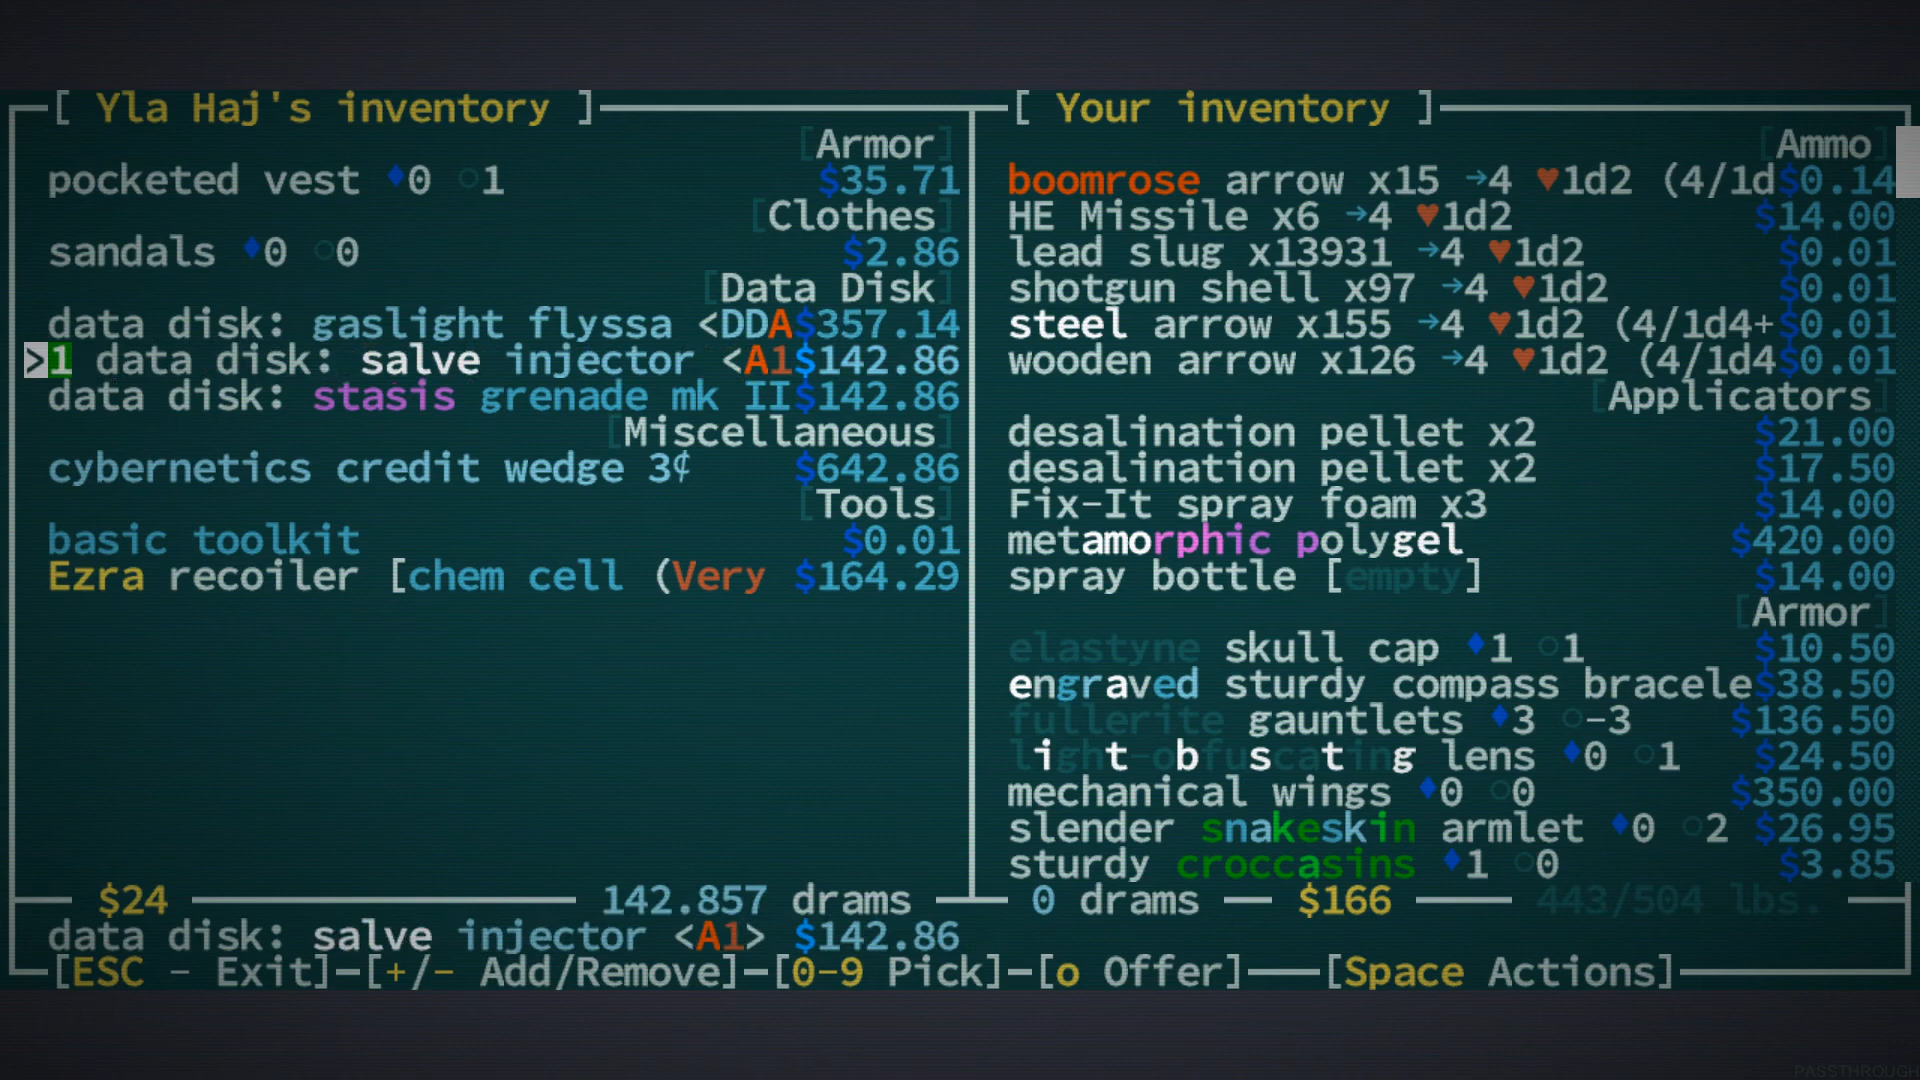 [ Yla Haj's inventory ]
[Armor]
pocketed vest ♦0 ○1 $35.71
[Clothes]
sandals ♦0 ○0 $2.86
[Data Disk]
data disk: gaslight flyssa <DDA$357.14
>1 data disk: salve injector <A1$142.86
data disk: stasis grenade mk II$142.86
[Miscellaneous]
cybernetics credit wedge 3¢ $642.86
[Tools]
basic toolkit $0.01
Ezra recoiler [chem cell (Very $164.29
$24 142.857 drams
[ Your inventory ]
[Ammo]
boomrose arrow x15 →4 ♥1d2 (4/1d$0.14
HE Missile x6 →4 ♥1d2 $14.00
lead slug x13931 →4 ♥1d2 $0.01
shotgun shell x97 →4 ♥1d2 $0.01
steel arrow x155 →4 ♥1d2 (4/1d4+$0.01
wooden arrow x126 →4 ♥1d2 (4/1d4$0.01
[Applicators]
desalination pellet x2 $21.00
desalination pellet x2 $17.50
Fix-It spray foam x3 $14.00
metamorphic polygel $420.00
spray bottle [empty] $14.00
[Armor]
elastyne skull cap ♦1 ○1 $10.50
engraved sturdy compass bracele$38.50
fullerite gauntlets ♦3 ○-3 $136.50
light-obfuscating lens ♦0 ○1 $24.50
mechanical wings ♦0 ○0 $350.00
slender snakeskin armlet ♦0 ○2 $26.95
sturdy croccasins ♦1 ○0 $3.85
0 drams $166 443/504 lbs.
data disk: salve injector <A1> $142.86
[ESC - Exit] [+/- Add/Remove] [0-9 Pick] [o Offer] [Space Actions]
PASSTHROUGH